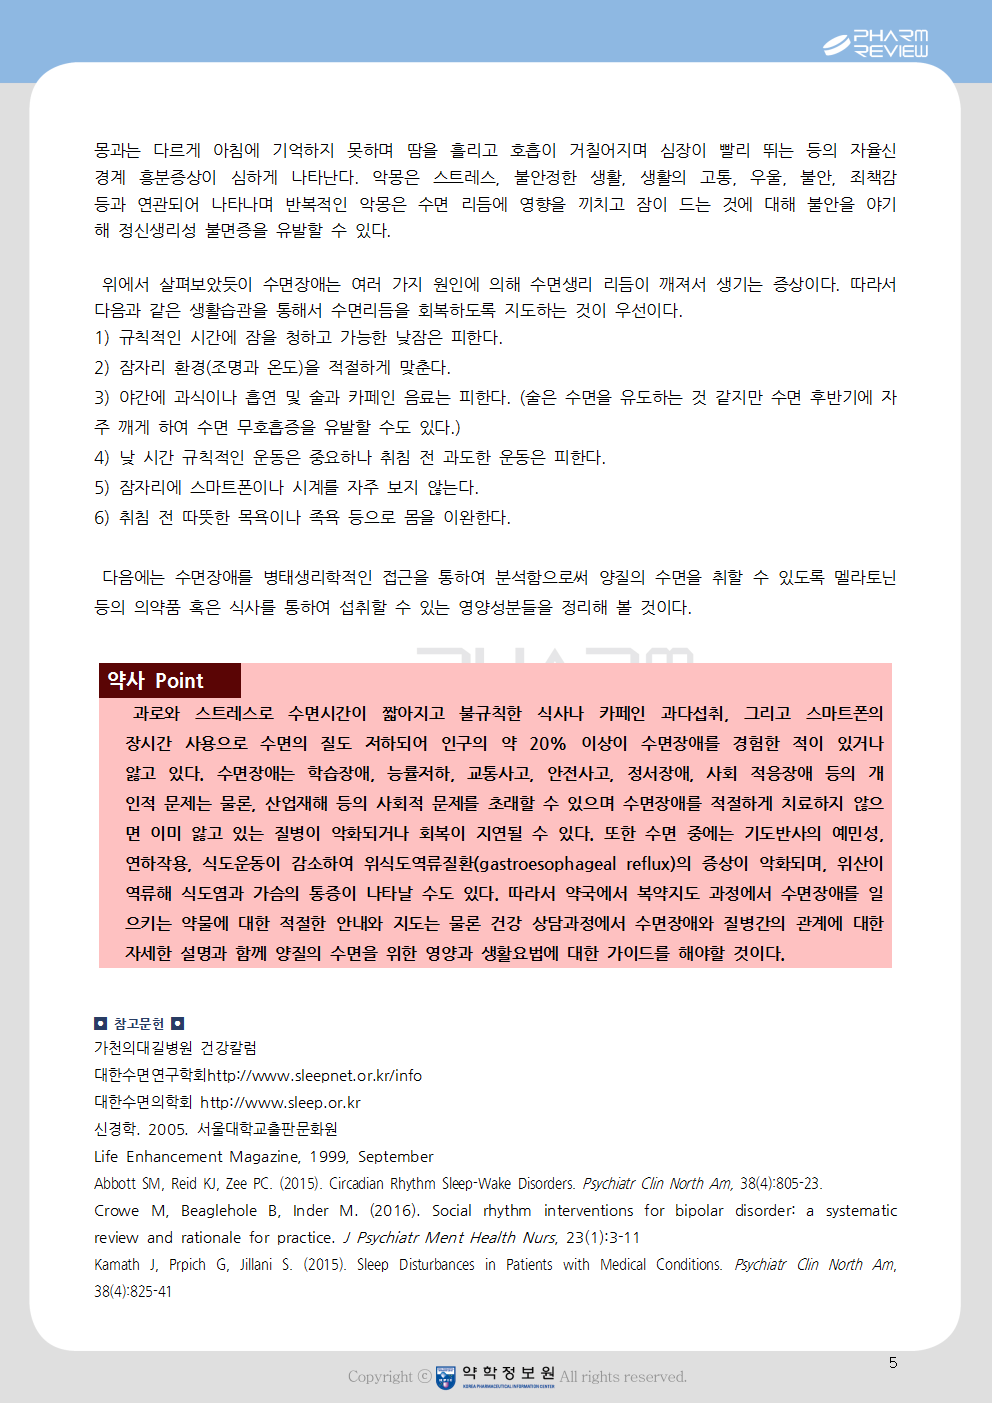 PHARM
REVIEW
몽과는 다르게 아침에 기억하지 못하며 땀을 흘리고 호흡이 거칠어지며 심장이 빨리 뛰는 등의 자율신
경계 흥분증상이 심하게 나타난다. 악몽은 스트레스, 불안정한 생활, 생활의 고통, 우울, 불안, 죄책감
등과 연관되어 나타나며 반복적인 악몽은 수면 리듬에 영향을 끼치고 잠이 드는 것에 대해 불안을 야기
해 정신생리성 불면증을 유발할 수 있다.
위에서 살펴보았듯이 수면장애는 여러 가지 원인에 의해 수면생리 리듬이 깨져서 생기는 증상이다. 따라서
다음과 같은 생활습관을 통해서 수면리듬을 회복하도록 지도하는 것이 우선이다.
1) 규칙적인 시간에 잠을 청하고 가능한 낮잠은 피한다.
2) 잠자리 환경(조명과 온도)을 적절하게 맞춘다.
3) 야간에 과식이나 흡연 및 술과 카페인 음료는 피한다. (술은 수면을 유도하는 것 같지만 수면 후반기에 자
주 깨게 하여 수면 무호흡증을 유발할 수도 있다.)
4) 낮 시간 규칙적인 운동은 중요하나 취침 전 과도한 운동은 피한다.
5) 잠자리에 스마트폰이나 시계를 자주 보지 않는다.
6) 취침 전 따뜻한 목욕이나 족욕 등으로 몸을 이완한다.
다음에는 수면장애를 병태생리학적인 접근을 통하여 분석함으로써 양질의 수면을 취할 수 있도록 멜라토닌
등의 의약품 혹은 식사를 통하여 섭취할 수 있는 영양성분들을 정리해 볼 것이다.
약사 Point
과로와 스트레스로 수면시간이 짧아지고 불규칙한 식사나 카페인 과다섭취, 그리고 스마트폰의
장시간 사용으로 수면의 질도 저하되어 인구의 약 20% 이상이 수면장애를 경험한 적이 있거나
앓고 있다. 수면장애는 학습장애, 능률저하, 교통사고, 안전사고, 정서장애, 사회 적응장애 등의 개
인적 문제는 물론, 산업재해 등의 사회적 문제를 초래할 수 있으며 수면장애를 적절하게 치료하지 않으
면 이미 앓고 있는 질병이 악화되거나 회복이 지연될 수 있다. 또한 수면 중에는 기도반사의 예민성,
연하작용, 식도운동이 감소하여 위식도역류질환(gastroesophageal reflux)의 증상이 악화되며, 위산이
역류해 식도염과 가슴의 통증이 나타날 수도 있다. 따라서 약국에서 복약지도 과정에서 수면장애를 일
으키는 약물에 대한 적절한 안내와 지도는 물론 건강 상담과정에서 수면장애와 질병간의 관계에 대한
자세한 설명과 함께 양질의 수면을 위한 영양과 생활요법에 대한 가이드를 해야할 것이다.
◘ 참고문헌 ◘
가천의대길병원 건강칼럼
대한수면연구학회http://www.sleepnet.or.kr/info
대한수면의학회 http://www.sleep.or.kr
신경학. 2005. 서울대학교출판문화원
Life Enhancement Magazine, 1999, September
Abbott SM, Reid KJ, Zee PC. (2015). Circadian Rhythm Sleep-Wake Disorders. Psychiatr Clin North Am, 38(4):805-23.
Crowe M, Beaglehole B, Inder M. (2016). Social rhythm interventions for bipolar disorder: a systematic
review and rationale for practice. J Psychiatr Ment Health Nurs, 23(1):3-11
Kamath J, Prpich G, Jillani S. (2015). Sleep Disturbances in Patients with Medical Conditions. Psychiatr Clin North Am,
38(4):825-41
5
Copyright ⓒ 약학정보원 All rights reserved.
KOREA PHARMACEUTICAL INFORMATION CENTER